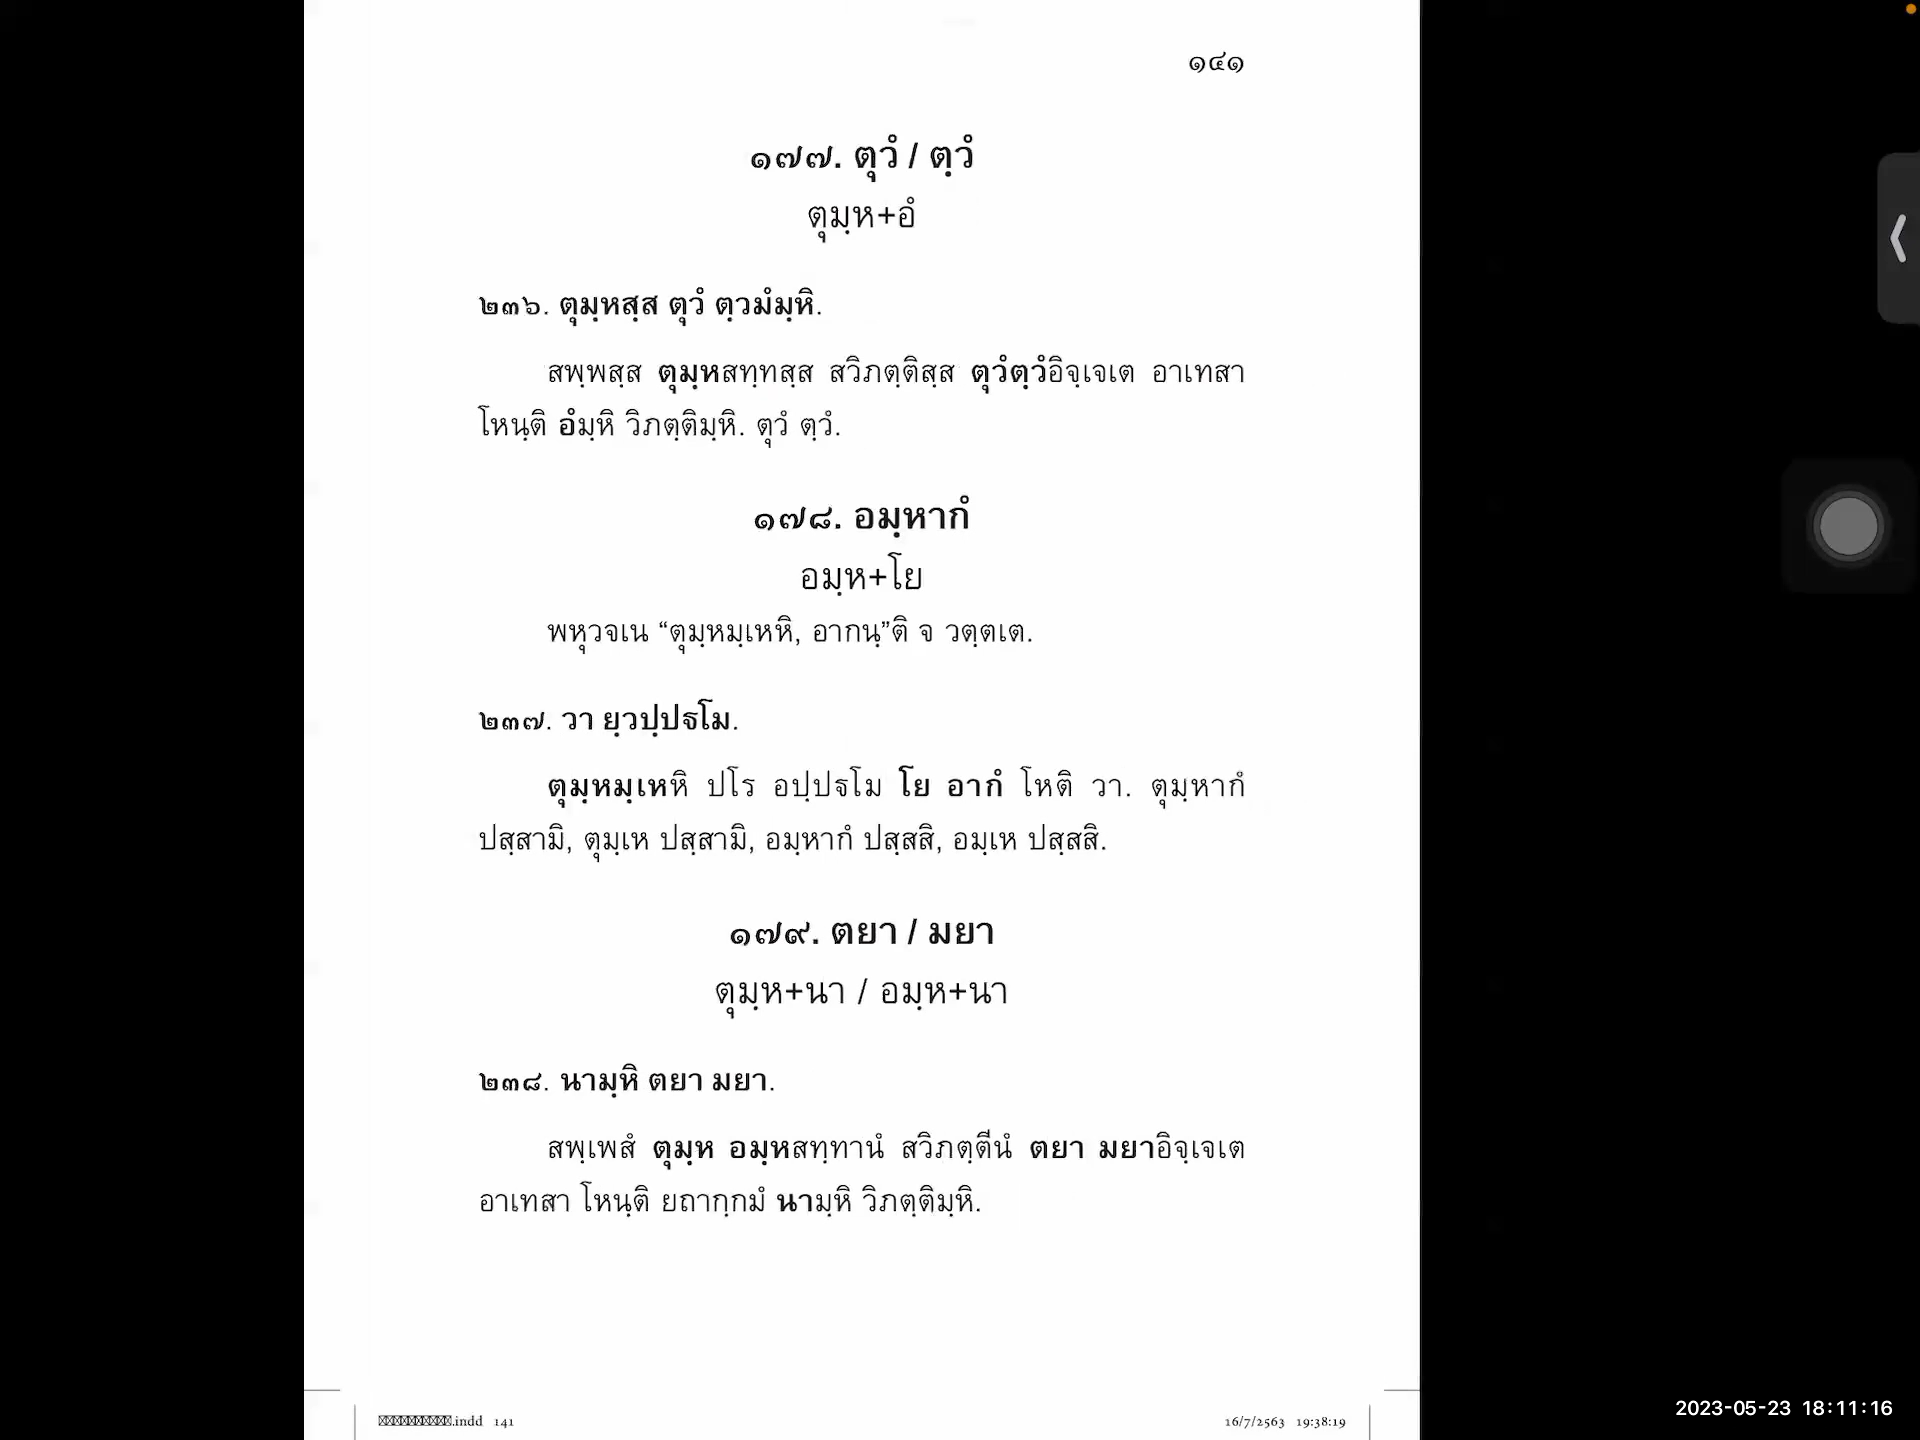 ๑๔๑
๑๗๗. ตุวํ / ตฺวํ
ตุมฺห+อํ
๒๓๖. ตุมฺหสฺส ตุวํ ตฺวมํมฺหิ.
สพฺพสฺส ตุมฺหสทฺทสฺส สวิภตฺติสฺส ตุวํตฺวํอิจฺเจเต อาเทสา
โหนฺติ อํมฺหิ วิภตฺติมฺหิ. ตุวํ ตฺวํ.
๑๗๘. อมฺหากํ
อมฺห+โย
พหุวจเน “ตุมฺหมฺเหหิ, อากนฺ”ติ จ วตฺตเต.
๒๓๗. วา ยฺวปฺปฐโม.
ตุมฺหมฺเหหิ ปโร อปฺปฐโม โย อากํ โหติ วา. ตุมฺหากํ
ปสฺสามิ, ตุมฺเห ปสฺสามิ, อมฺหากํ ปสฺสสิ, อมฺเห ปสฺสสิ.
๑๗๙. ตยา / มยา
ตุมฺห+นา / อมฺห+นา
๒๓๘. นามฺหิ ตยา มยา.
สพฺเพสํ ตุมฺห อมฺหสทฺทานํ สวิภตฺตีนํ ตยา มยาอิจฺเจเต
อาเทสา โหนฺติ ยถากฺกมํ นามฺหิ วิภตฺติมฺหิ.
.indd 141
16/7/2563 19:38:19
2023-05-23 18:11:16